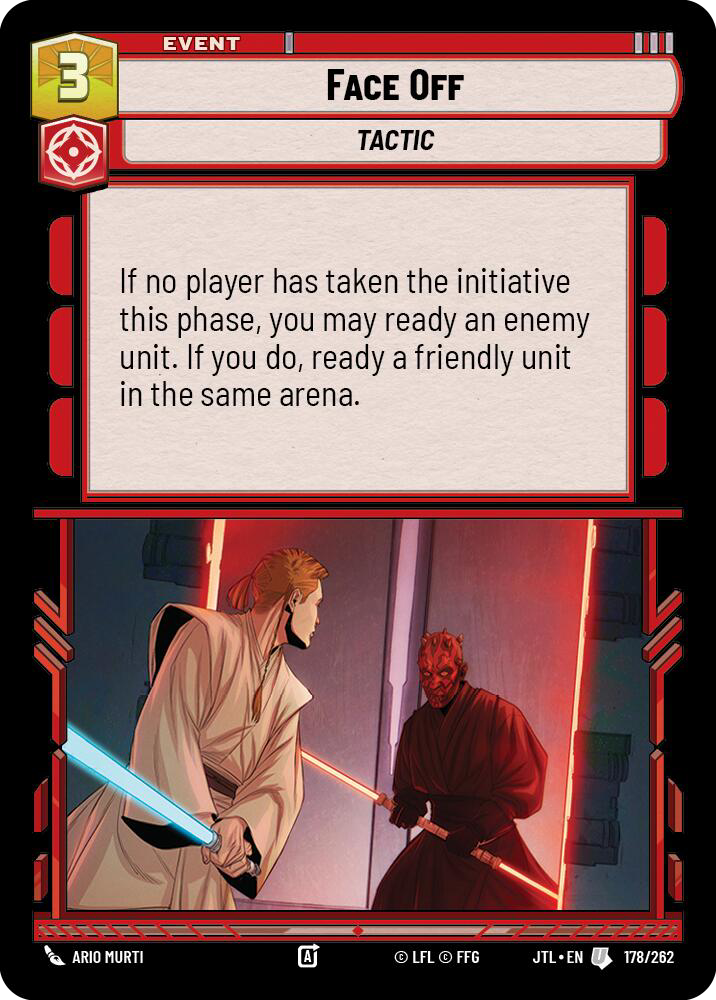 EVENT
3
FACE OFF
TACTIC
If no player has taken the initiative
this phase, you may ready an enemy
unit. If you do, ready a friendly unit
in the same arena.
ARIO MURTI
A
© LFL © FFG
JTL • EN
U
178/262